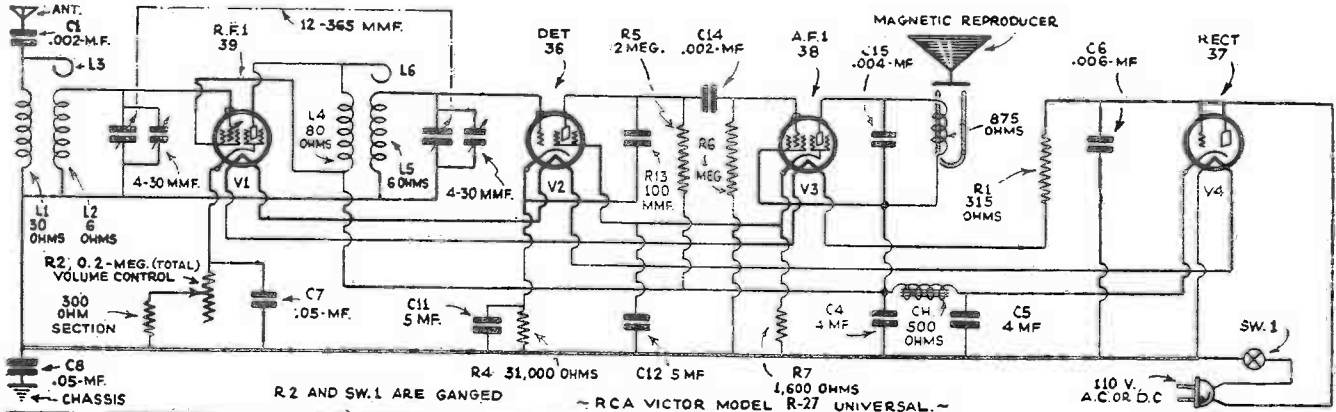 ANT.
C1
.002-M.F.
L3
R.F.1
39
12-365 MMF.
L6
L4
80
OHMS
L5
6 OHMS
4-30 MMF.
V1
4-30 MMF.
L1
30
OHMS
L2
6
OHMS
R2, 0.2-MEG. (TOTAL)
VOLUME CONTROL
300
OHM
SECTION
C7
.05-MF.
C8
.05-MF.
CHASSIS
R2 AND SW.1 ARE GANGED
DET
36
V2
R5
2 MEG.
C14
.002-MF
R13
100
MMF.
R6
MEG
A.F.1
38
V3
C15
.004-MF
MAGNETIC REPRODUCER
875
OHMS
R1
315
OHMS
C6
.006-MF
RECT
37
V4
C11
5 MF.
R4 31,000 OHMS
C12 5 MF
R7
1,600 OHMS
C4
4 MF
CH.
500
OHMS
C5
4 MF
SW.1
110 V.
A.C. OR D.C
~RCA VICTOR MODEL R-27 UNIVERSAL.~